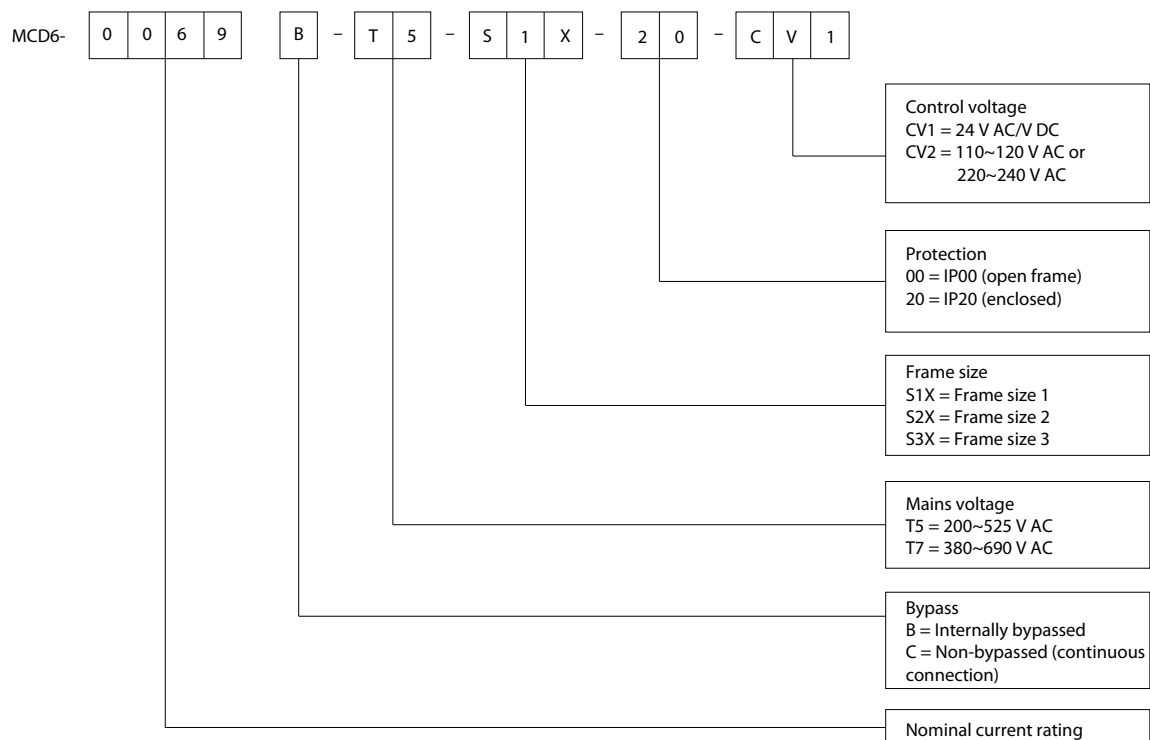 MCD6- 0 0 6 9 B – T 5 – S 1 X – 2 0 – C V 1
Control voltage
CV1 = 24 V AC/V DC
CV2 = 110~120 V AC or
220~240 V AC
Protection
00 = IP00 (open frame)
20 = IP20 (enclosed)
Frame size
S1X = Frame size 1
S2X = Frame size 2
S3X = Frame size 3
Mains voltage
T5 = 200~525 V AC
T7 = 380~690 V AC
Bypass
B = Internally bypassed
C = Non-bypassed (continuous
connection)
Nominal current rating